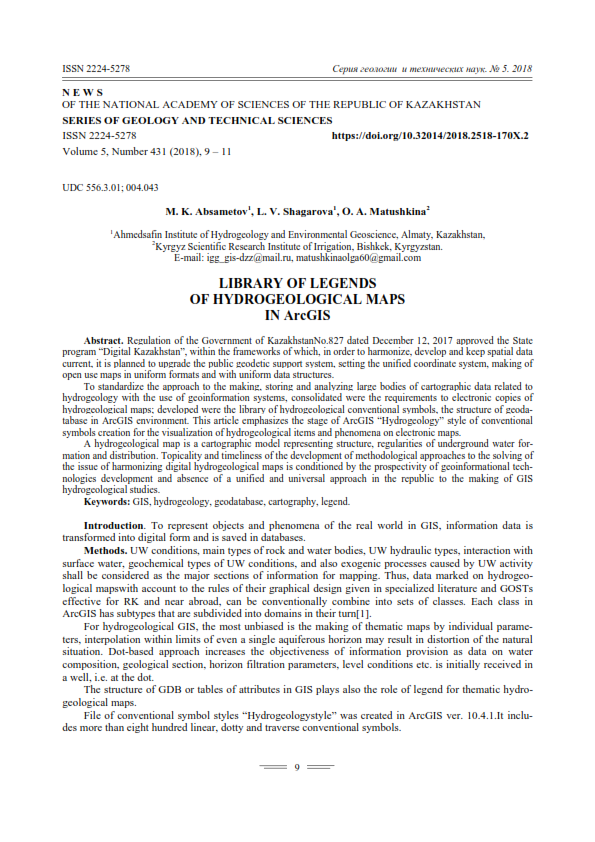 ISSN 2224-5278 Серия геологии и технических наук. № 5. 2018
N E W S
OF THE NATIONAL ACADEMY OF SCIENCES OF THE REPUBLIC OF KAZAKHSTAN
SERIES OF GEOLOGY AND TECHNICAL SCIENCES
ISSN 2224-5278 https://doi.org/10.32014/2018.2518-170X.2
Volume 5, Number 431 (2018), 9 – 11
UDC 556.3.01; 004.043
M. K. Absametov1, L. V. Shagarova1, O. A. Matushkina2
1Ahmedsafin Institute of Hydrogeology and Environmental Geoscience, Almaty, Kazakhstan,
2Kyrgyz Scientific Research Institute of Irrigation, Bishkek, Kyrgyzstan.
E-mail: igg_gis-dzz@mail.ru, matushkinaolga60@gmail.com
LIBRARY OF LEGENDS
OF HYDROGEOLOGICAL MAPS
IN ArcGIS
Abstract. Regulation of the Government of KazakhstanNo.827 dated December 12, 2017 approved the State
program “Digital Kazakhstan”, within the frameworks of which, in order to harmonize, develop and keep spatial data
current, it is planned to upgrade the public geodetic support system, setting the unified coordinate system, making of
open use maps in uniform formats and with uniform data structures.
To standardize the approach to the making, storing and analyzing large bodies of cartographic data related to
hydrogeology with the use of geoinformation systems, consolidated were the requirements to electronic copies of
hydrogeological maps; developed were the library of hydrogeological conventional symbols, the structure of geoda-
tabase in ArcGIS environment. This article emphasizes the stage of ArcGIS “Hydrogeology” style of conventional
symbols creation for the visualization of hydrogeological items and phenomena on electronic maps.
A hydrogeological map is a cartographic model representing structure, regularities of underground water for-
mation and distribution. Topicality and timeliness of the development of methodological approaches to the solving of
the issue of harmonizing digital hydrogeological maps is conditioned by the prospectivity of geoinformational tech-
nologies development and absence of a unified and universal approach in the republic to the making of GIS
hydrogeological studies.
Keywords: GIS, hydrogeology, geodatabase, cartography, legend.
Introduction. To represent objects and phenomena of the real world in GIS, information data is
transformed into digital form and is saved in databases.
Methods. UW conditions, main types of rock and water bodies, UW hydraulic types, interaction with
surface water, geochemical types of UW conditions, and also exogenic processes caused by UW activity
shall be considered as the major sections of information for mapping. Thus, data marked on hydrogeo-
logical mapswith account to the rules of their graphical design given in specialized literature and GOSTs
effective for RK and near abroad, can be conventionally combine into sets of classes. Each class in
ArcGIS has subtypes that are subdivided into domains in their turn[1].
For hydrogeological GIS, the most unbiased is the making of thematic maps by individual parame-
ters, interpolation within limits of even a single aquiferous horizon may result in distortion of the natural
situation. Dot-based approach increases the objectiveness of information provision as data on water
composition, geological section, horizon filtration parameters, level conditions etc. is initially received in
a well, i.e. at the dot.
The structure of GDB or tables of attributes in GIS plays also the role of legend for thematic hydro-
geological maps.
File of conventional symbol styles “Hydrogeologystyle” was created in ArcGIS ver. 10.4.1.It inclu-
des more than eight hundred linear, dotty and traverse conventional symbols.
9